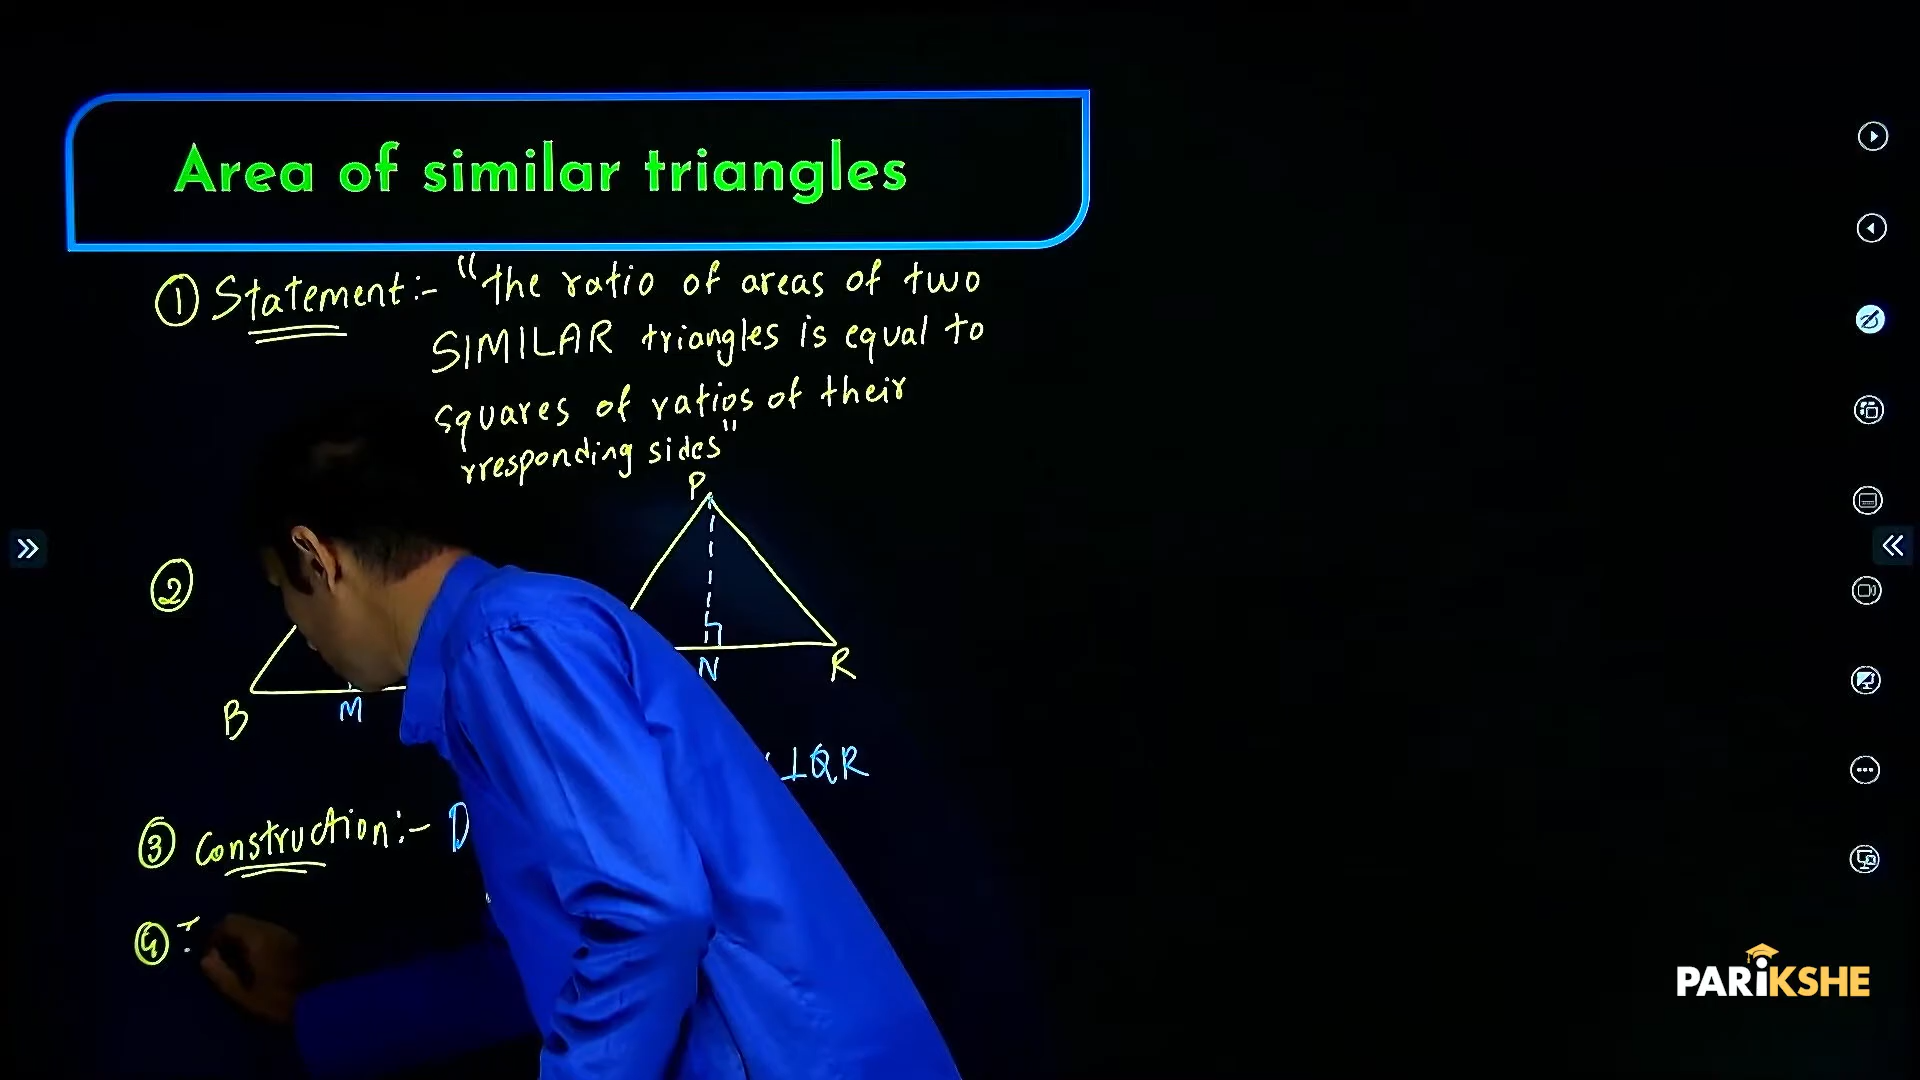 Area of similar triangles
① Statement:- "the ratio of areas of two
SIMILAR triangles is equal to
squares of ratios of their
rresponding sides"
P
②
B
M
N
R
⊥QR
③ Construction:- D
④
PARIKSHE